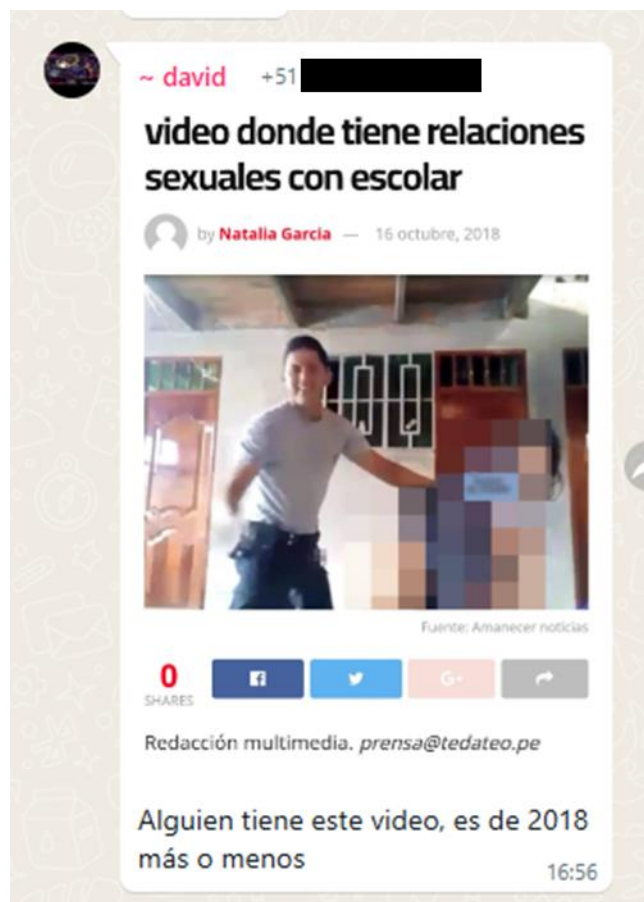 ~ david +51
video donde tiene relaciones
sexuales con escolar
by Natalia Garcia — 16 octubre, 2018
Fuente: Amanecer noticias
0
SHARES
G+
Redacción multimedia. prensa@tedateo.pe
Alguien tiene este video, es de 2018
más o menos
16:56